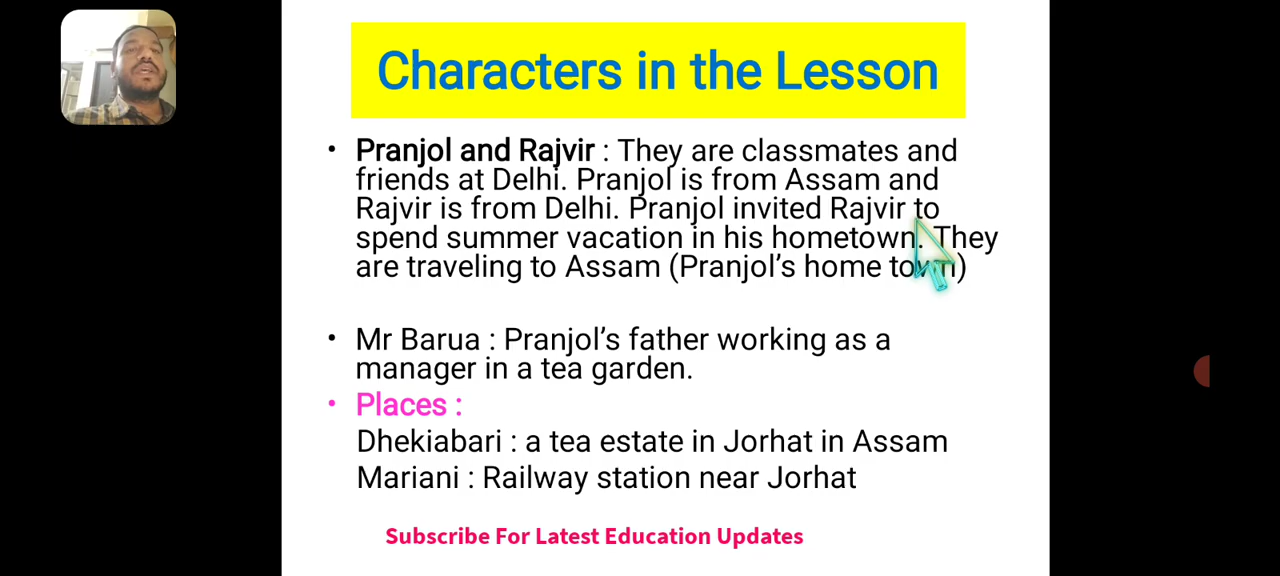 Characters in the Lesson
• Pranjol and Rajvir : They are classmates and
friends at Delhi. Pranjol is from Assam and
Rajvir is from Delhi. Pranjol invited Rajvir to
spend summer vacation in his hometown. They
are traveling to Assam (Pranjol’s home town)
• Mr Barua : Pranjol’s father working as a
manager in a tea garden.
• Places :
Dhekiabari : a tea estate in Jorhat in Assam
Mariani : Railway station near Jorhat
Subscribe For Latest Education Updates